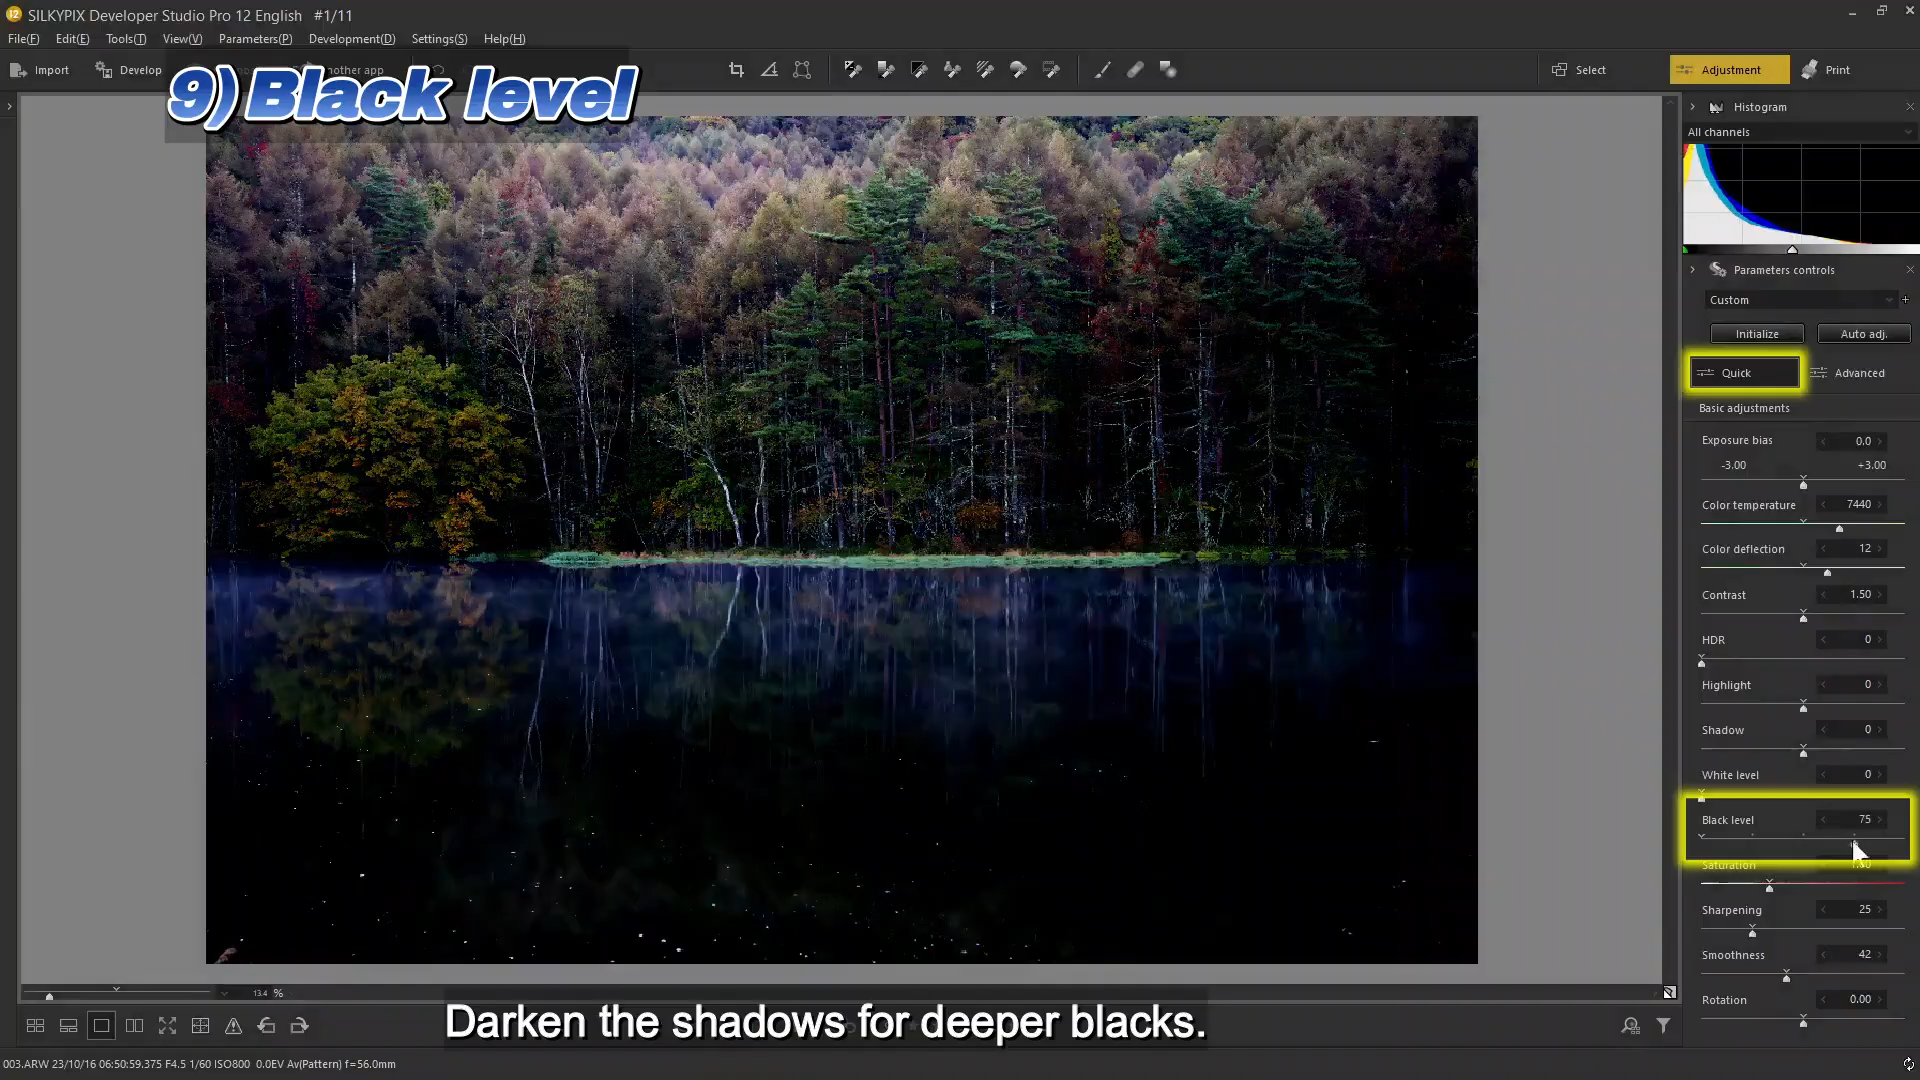 SILKYPIX Developer Studio Pro 12 English #1/11
File(F) Edit(E) Tools(T) View(V) Parameters(P) Development(D) Settings(S) Help(H)
Import Develop another app Select Adjustment Print
9) Black level
Histogram
All channels
Parameters controls
Custom
Initialize Auto adj.
Quick Advanced
Basic adjustments
Exposure bias 0.0
-3.00 +3.00
Color temperature 7440
Color deflection 12
Contrast 1.50
HDR 0
Highlight 0
Shadow 0
White level 0
Black level 75
Saturation
Sharpening 25
Smoothness 42
Rotation 0.00
13.4 %
Darken the shadows for deeper blacks.
003.ARW 23/10/16 06:50:59.375 F4.5 1/60 ISO800 0.0EV Av(Pattern) f=56.0mm